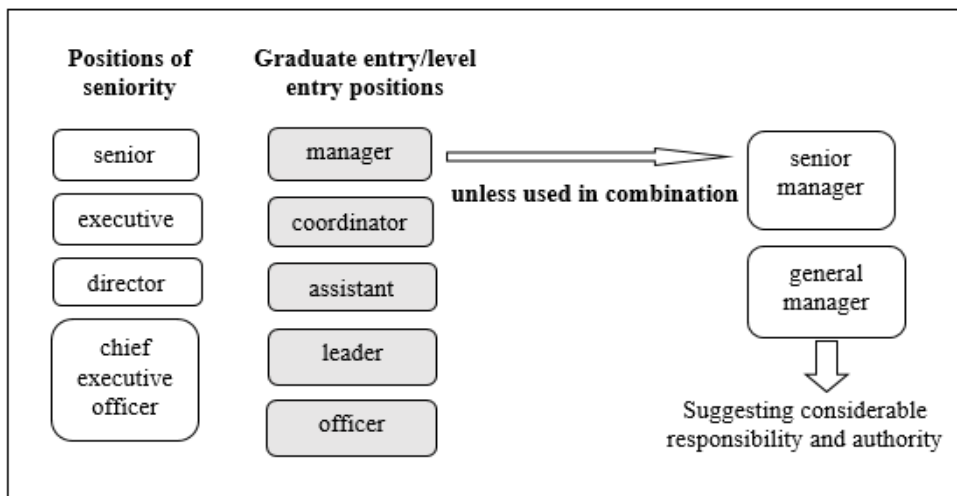 Positions of
seniority
senior
executive
director
chief
executive
officer
Graduate entry/level
entry positions
manager
coordinator
assistant
leader
officer
unless used in combination
senior
manager
general
manager
Suggesting considerable
responsibility and authority